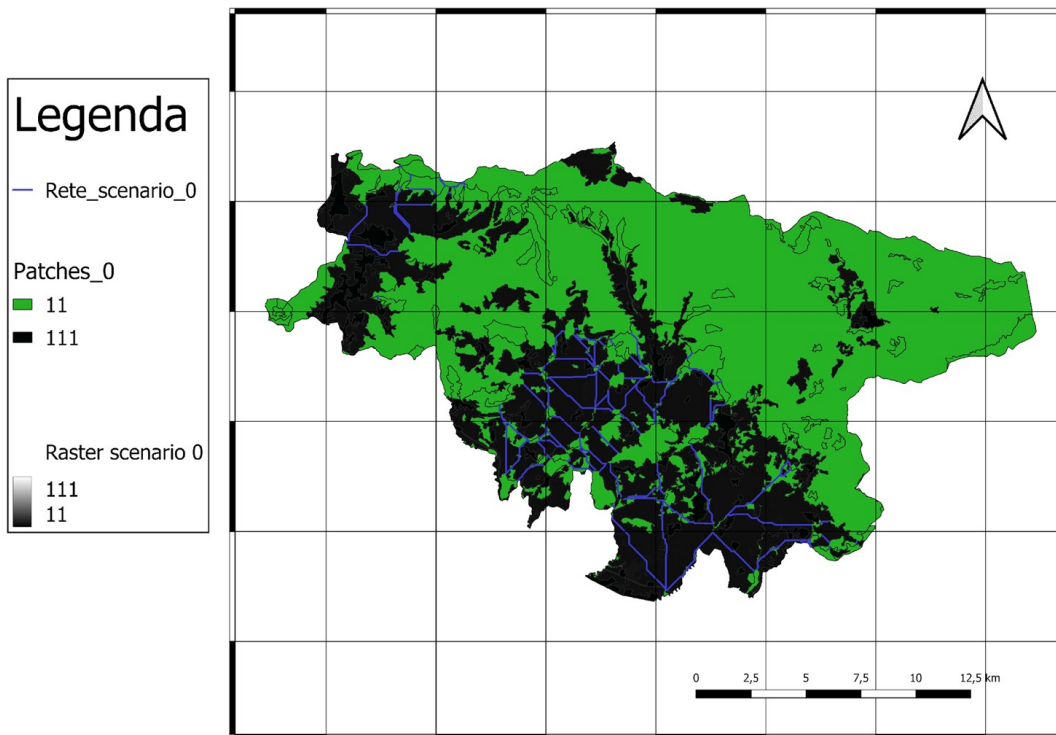 Legenda
Rete_scenario_0
Patches_0
11
111
Raster scenario 0
111
11
0 2,5 5 7,5 10 12,5 km